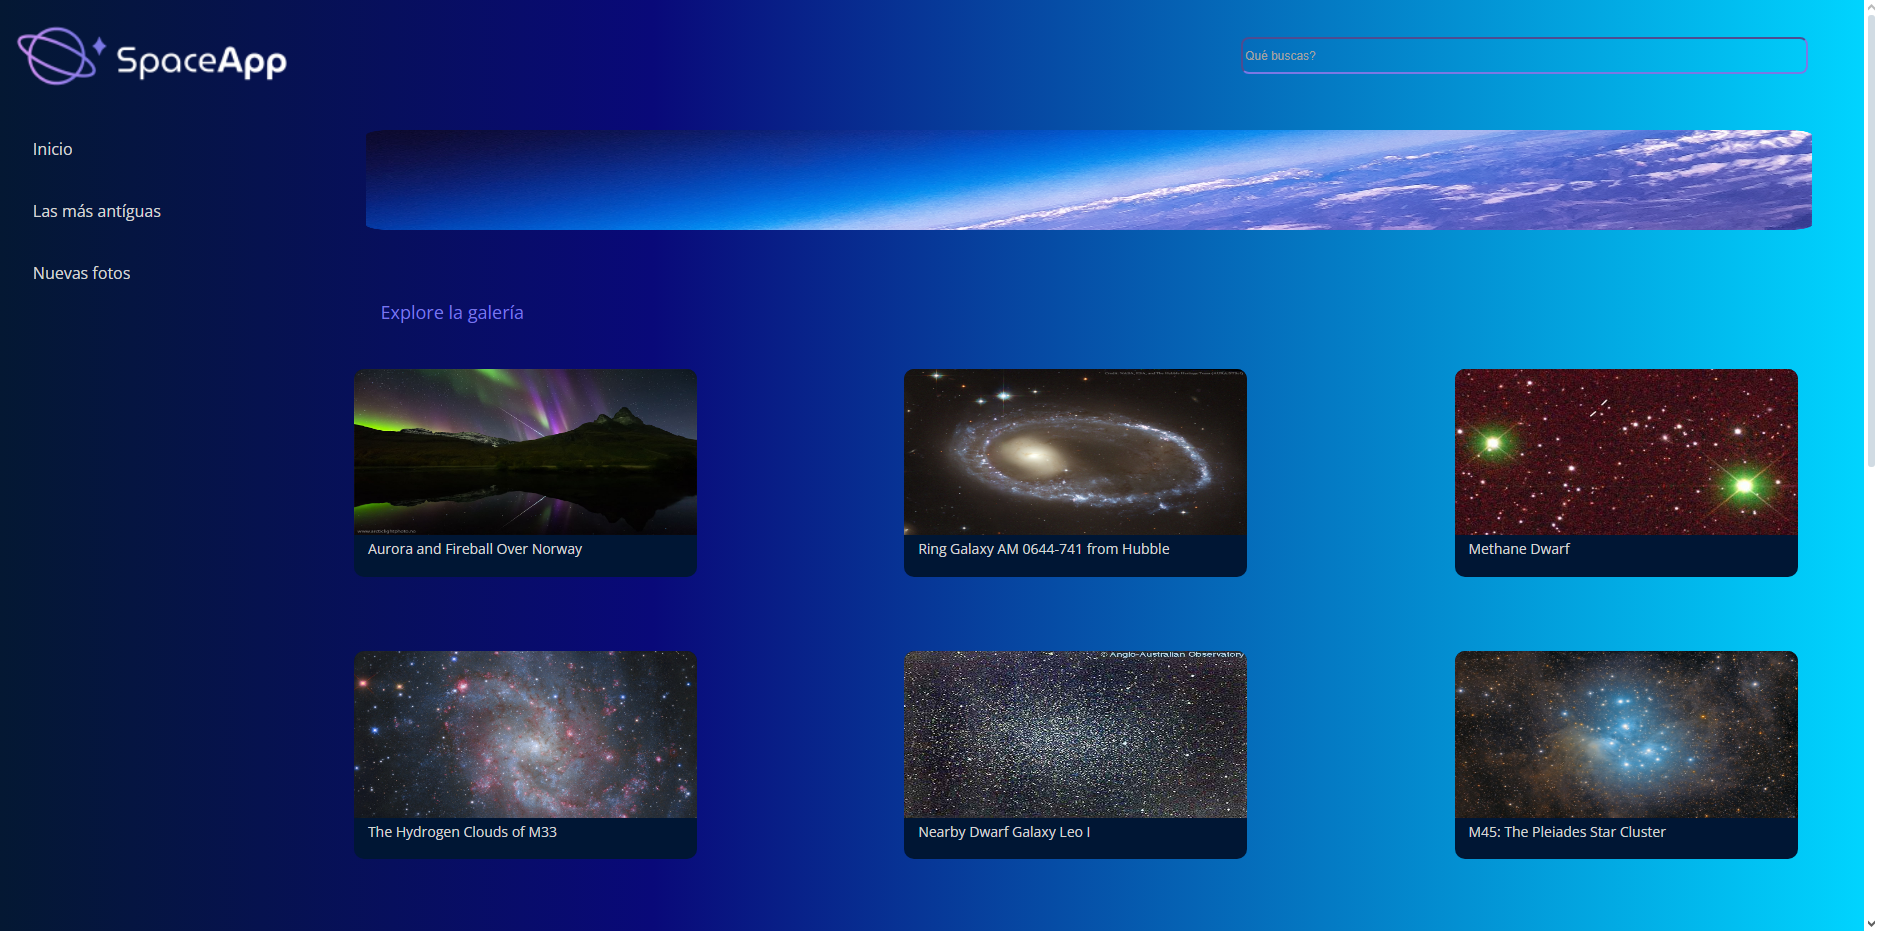 SpaceApp
Qué buscas?
Inicio
Las más antíguas
Nuevas fotos
Explore la galería
Aurora and Fireball Over Norway
Ring Galaxy AM 0644-741 from Hubble
Methane Dwarf
© Anglo-Australian Observatory
The Hydrogen Clouds of M33
Nearby Dwarf Galaxy Leo I
M45: The Pleiades Star Cluster